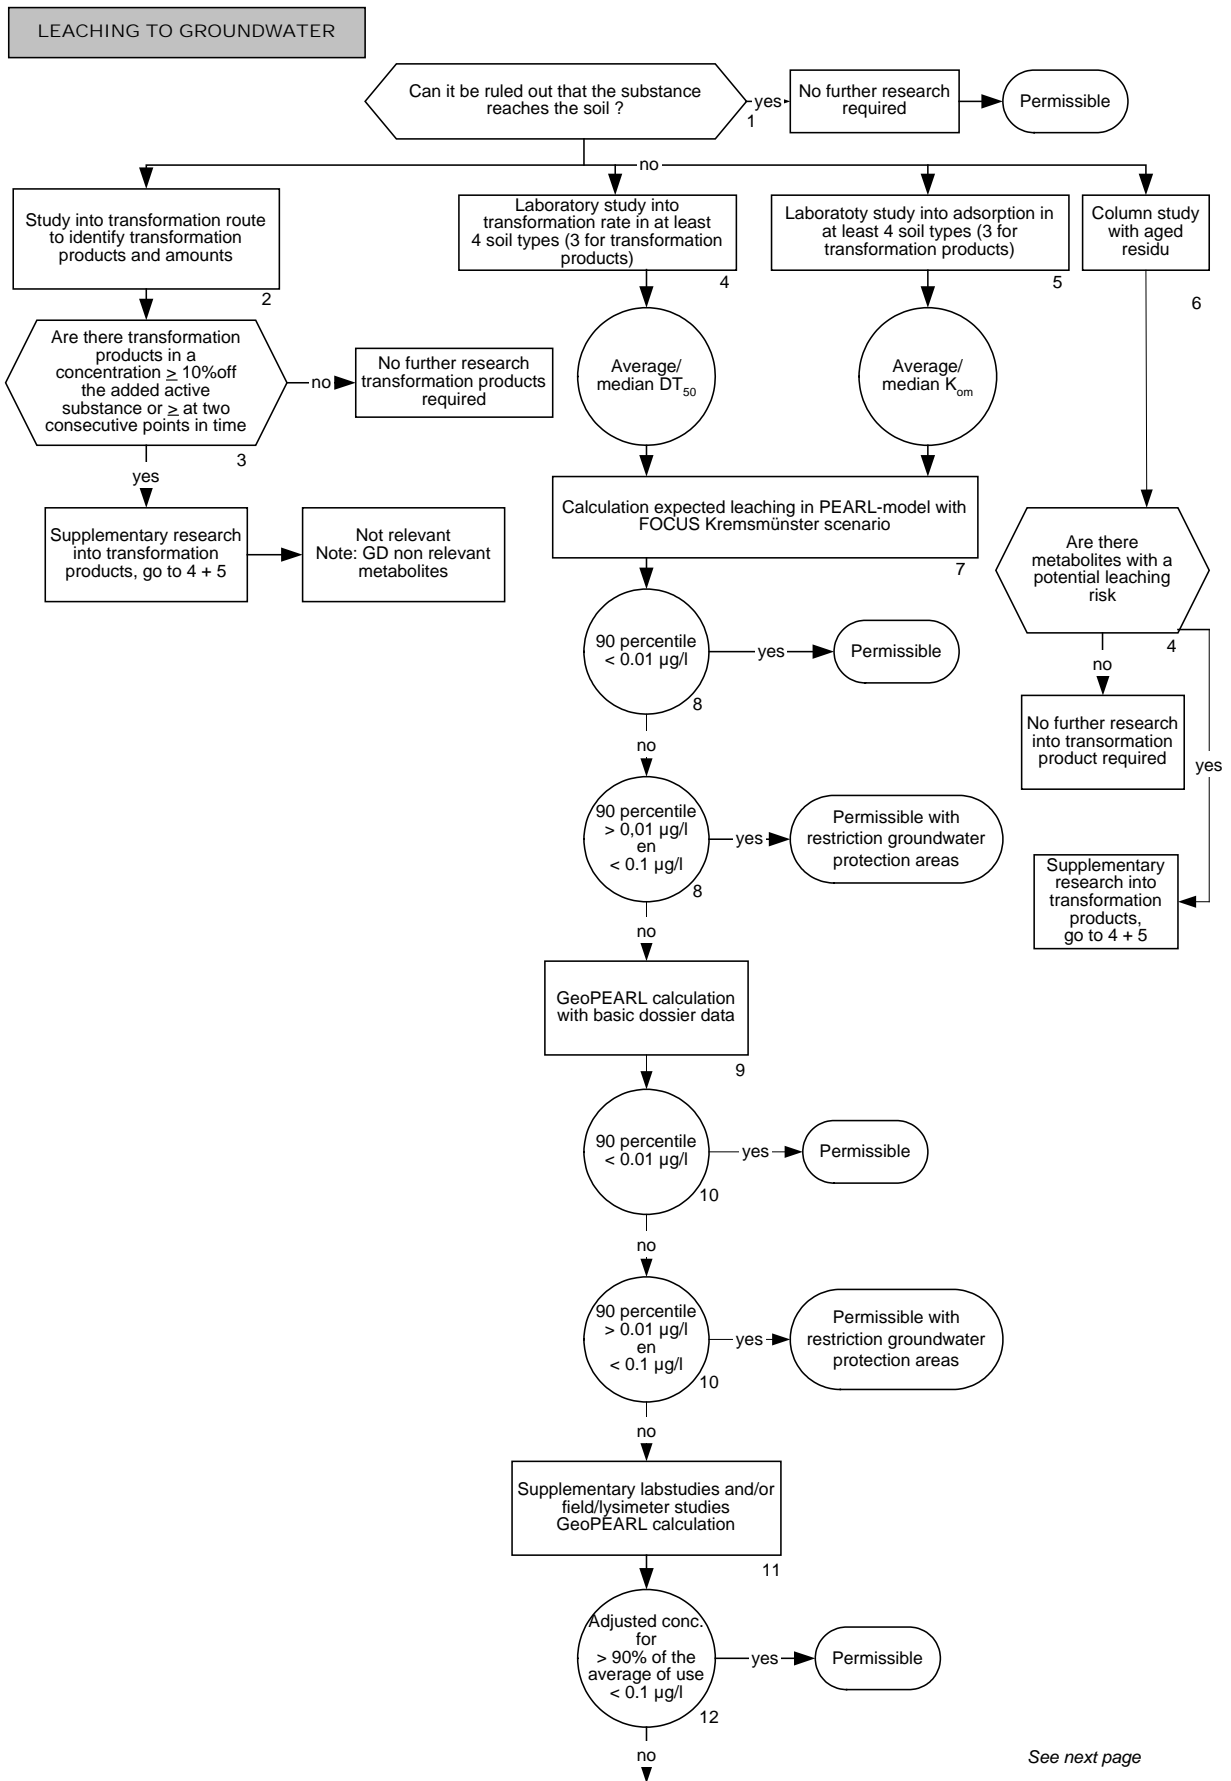 LEACHING TO GROUNDWATER
Can it be ruled out that the substance
reaches the soil ?
yes
1
No further research
required
Permissible
no
Study into transformation route
to identify transformation
products and amounts
2
Laboratory study into
transformation rate in at least
4 soil types (3 for transformation
products)
4
Laboratoty study into adsorption in
at least 4 soil types (3 for
transformation products)
5
Column study
with aged
residu
6
Are there transformation
products in a
concentration ≥ 10%off
the added active
substance or ≥ at two
consecutive points in time
3
no
No further research
transformation products
required
Average/
median DT50
Average/
median Kom
yes
Supplementary research
into transformation
products, go to 4 + 5
Not relevant
Note: GD non relevant
metabolites
Calculation expected leaching in PEARL-model with
FOCUS Kremsmünster scenario
7
Are there
metabolites with a
potential leaching
risk
4
no
yes
No further research
into transormation
product required
Supplementary
research into
transformation
products,
go to 4 + 5
90 percentile
< 0.01 µg/l
8
yes
Permissible
no
90 percentile
> 0,01 µg/l
en
< 0.1 µg/l
8
yes
Permissible with
restriction groundwater
protection areas
no
GeoPEARL calculation
with basic dossier data
9
90 percentile
< 0.01 µg/l
10
yes
Permissible
no
90 percentile
> 0.01 µg/l
en
< 0.1 µg/l
10
yes
Permissible with
restriction groundwater
protection areas
no
Supplementary labstudies and/or
field/lysimeter studies
GeoPEARL calculation
11
Adjusted conc.
for
> 90% of the
average of use
< 0.1 µg/l
12
yes
Permissible
no
See next page